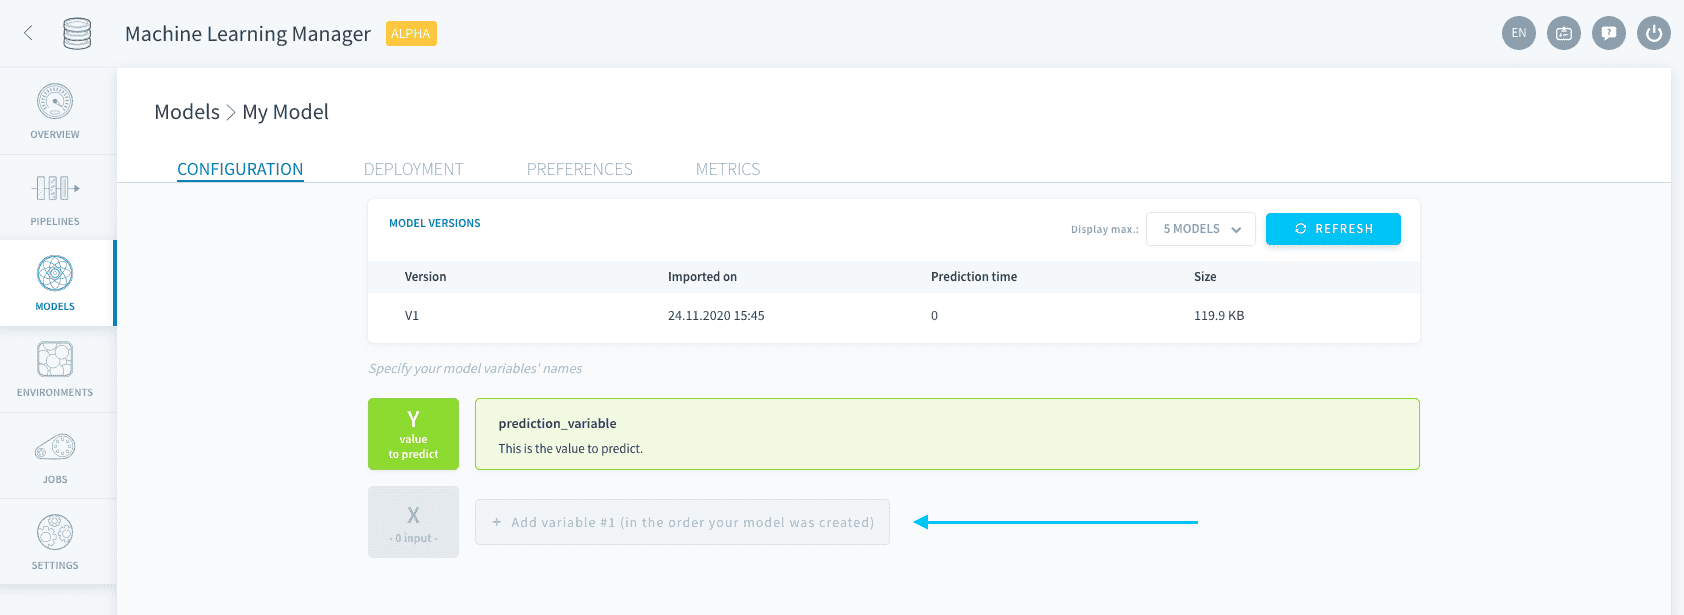 Machine Learning Manager ALPHA
EN
OVERVIEW
PIPELINES
MODELS
ENVIRONMENTS
JOBS
SETTINGS
Models > My Model
CONFIGURATION DEPLOYMENT PREFERENCES METRICS
MODEL VERSIONS
Display max.: 5 MODELS REFRESH
Version Imported on Prediction time Size
V1 24.11.2020 15:45 0 119.9 KB
Specify your model variables' names
Y
value
to predict
prediction_variable
This is the value to predict.
X
- 0 input -
+ Add variable #1 (in the order your model was created)